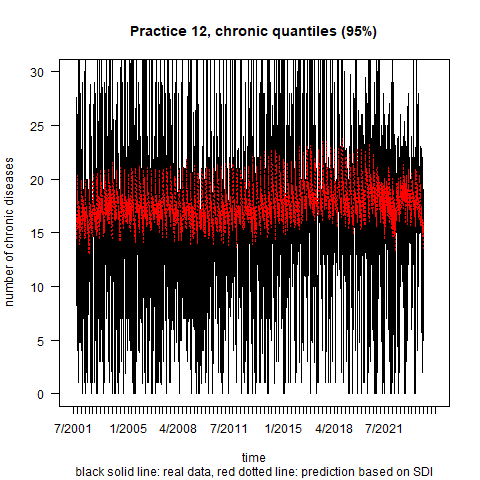 Practice 12, chronic quantiles (95%)
number of chronic diseases
30
25
20
15
10
5
0
7/2001 1/2005 4/2008 7/2011 1/2015 4/2018 7/2021
time
black solid line: real data, red dotted line: prediction based on SDI